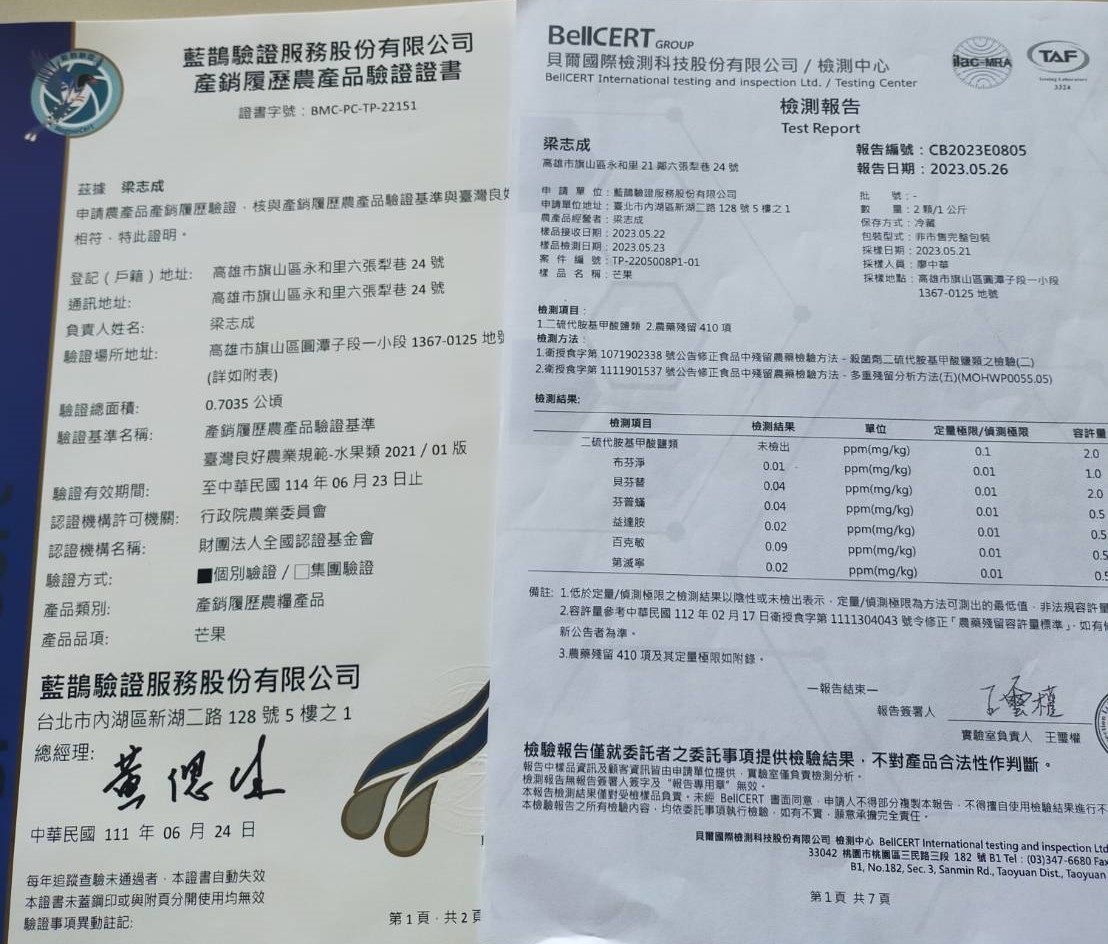 藍鵲驗證服務股份有限公司
產銷履歷農產品驗證證書
證書字號：BMC-PC-TP-22151
茲據 梁志成
申請農產品產銷履歷驗證，核與產銷履歷農產品驗證基準與臺灣良好
相符，特此證明。
登記（戶籍）地址： 高雄市旗山區永和里六張犁巷 24 號
通訊地址： 高雄市旗山區永和里六張犁巷 24 號
負責人姓名： 梁志成
驗證場所地址： 高雄市旗山區圓潭子段一小段 1367-0125 地號
(詳如附表)
驗證總面積： 0.7035 公頃
驗證基準名稱： 產銷履歷農產品驗證基準
臺灣良好農業規範-水果類 2021 / 01 版
驗證有效期間： 至中華民國 114 年 06 月 23 日止
認證機構許可機關： 行政院農業委員會
認證機構名稱： 財團法人全國認證基金會
驗證方式： ■個別驗證 / □集團驗證
產品類別： 產銷履歷農糧產品
產品品項： 芒果
藍鵲驗證服務股份有限公司
台北市內湖區新湖二路 128 號 5 樓之 1
總經理：
中華民國 111 年 06 月 24 日
每年追蹤查驗未通過者，本證書自動失效
本證書未蓋鋼印或與附頁分開使用均無效
驗證事項異動註記:
第 1 頁，共 2 頁
BellCERT GROUP
貝爾國際檢測科技股份有限公司 / 檢測中心
BellCERT International testing and inspection Ltd. / Testing Center
ilac-MRA
TAF
Testing Laboratory
3324
檢測報告
Test Report
梁志成
高雄市旗山區永和里 21 鄰六張犁巷 24 號
報告編號：CB2023E0805
報告日期：2023.05.26
申 請 單 位：藍鵲驗證服務股份有限公司
申請單位地址：臺北市內湖區新湖二路 128 號 5 樓之 1
農產品經營者：梁志成
樣品接收日期：2023.05.22
樣品檢測日期：2023.05.23
案 件 編 號：TP-2205008P1-01
樣 品 名 稱：芒果
批 號：-
數 量：2 顆/1 公斤
保存方式：冷藏
包裝型式：非市售完整包裝
採樣日期：2023.05.21
採樣人員：廖中華
採樣地點：高雄市旗山區圓潭子段一小段
1367-0125 地號
檢測項目：
1.二硫代胺基甲酸鹽類 2.農藥殘留 410 項
檢測方法：
1.衛授食字第 1071902338 號公告修正食品中殘留農藥檢驗方法－殺菌劑二硫代胺基甲酸鹽類之檢驗(二)
2.衛授食字第 1111901537 號公告修正食品中殘留農藥檢驗方法－多重殘留分析方法(五)(MOHWP0055.05)
檢測結果：
檢測項目 檢測結果 單位 定量極限/偵測極限 容許量
二硫代胺基甲酸鹽類 未檢出 ppm(mg/kg) 0.1 2.0
布芬淨 0.01 ppm(mg/kg) 0.01 1.0
貝芬替 0.04 ppm(mg/kg) 0.01 2.0
芬普蟎 0.04 ppm(mg/kg) 0.01 0.5
益達胺 0.02 ppm(mg/kg) 0.01 0.5
百克敏 0.09 ppm(mg/kg) 0.01 0.5
第滅寧 0.02 ppm(mg/kg) 0.01 0.5
備註：1.低於定量/偵測極限之檢測結果以陰性或未檢出表示，定量/偵測極限為方法可測出的最低值，非法規容許量
2.容許量參考中華民國 112 年 02 月 17 日衛授食字第 1111304043 號令修正「農藥殘留容許量標準」，如有
新公告者為準。
3.農藥殘留 410 項及其定量極限如附錄。
—報告結束—
報告簽署人
實驗室負責人 王璽權
檢驗報告僅就委託者之委託事項提供檢驗結果，不對產品合法性作判斷。
報告中樣品資訊及顧客資訊皆由申請單位提供，實驗室僅負責檢測分析。
檢測報告無報告簽署人簽字及"報告專用章"無效。
本報告檢測結果僅對受檢樣品負責。未經 BellCERT 書面同意，申請人不得部分複製本報告，不得擅自使用檢驗結果進行不
本檢驗報告之所有檢驗內容，均依委託事項執行檢驗，如有不實，願意承擔完全責任。
貝爾國際檢測科技股份有限公司 檢測中心 BellCERT International testing and inspection Ltd
33042 桃園市桃園區三民路三段 182 號 B1 Tel：(03)347-6680 Fax
B1, No.182, Sec. 3, Sanmin Rd., Taoyuan Dist., Taoyuan
第 1 頁 共 7 頁